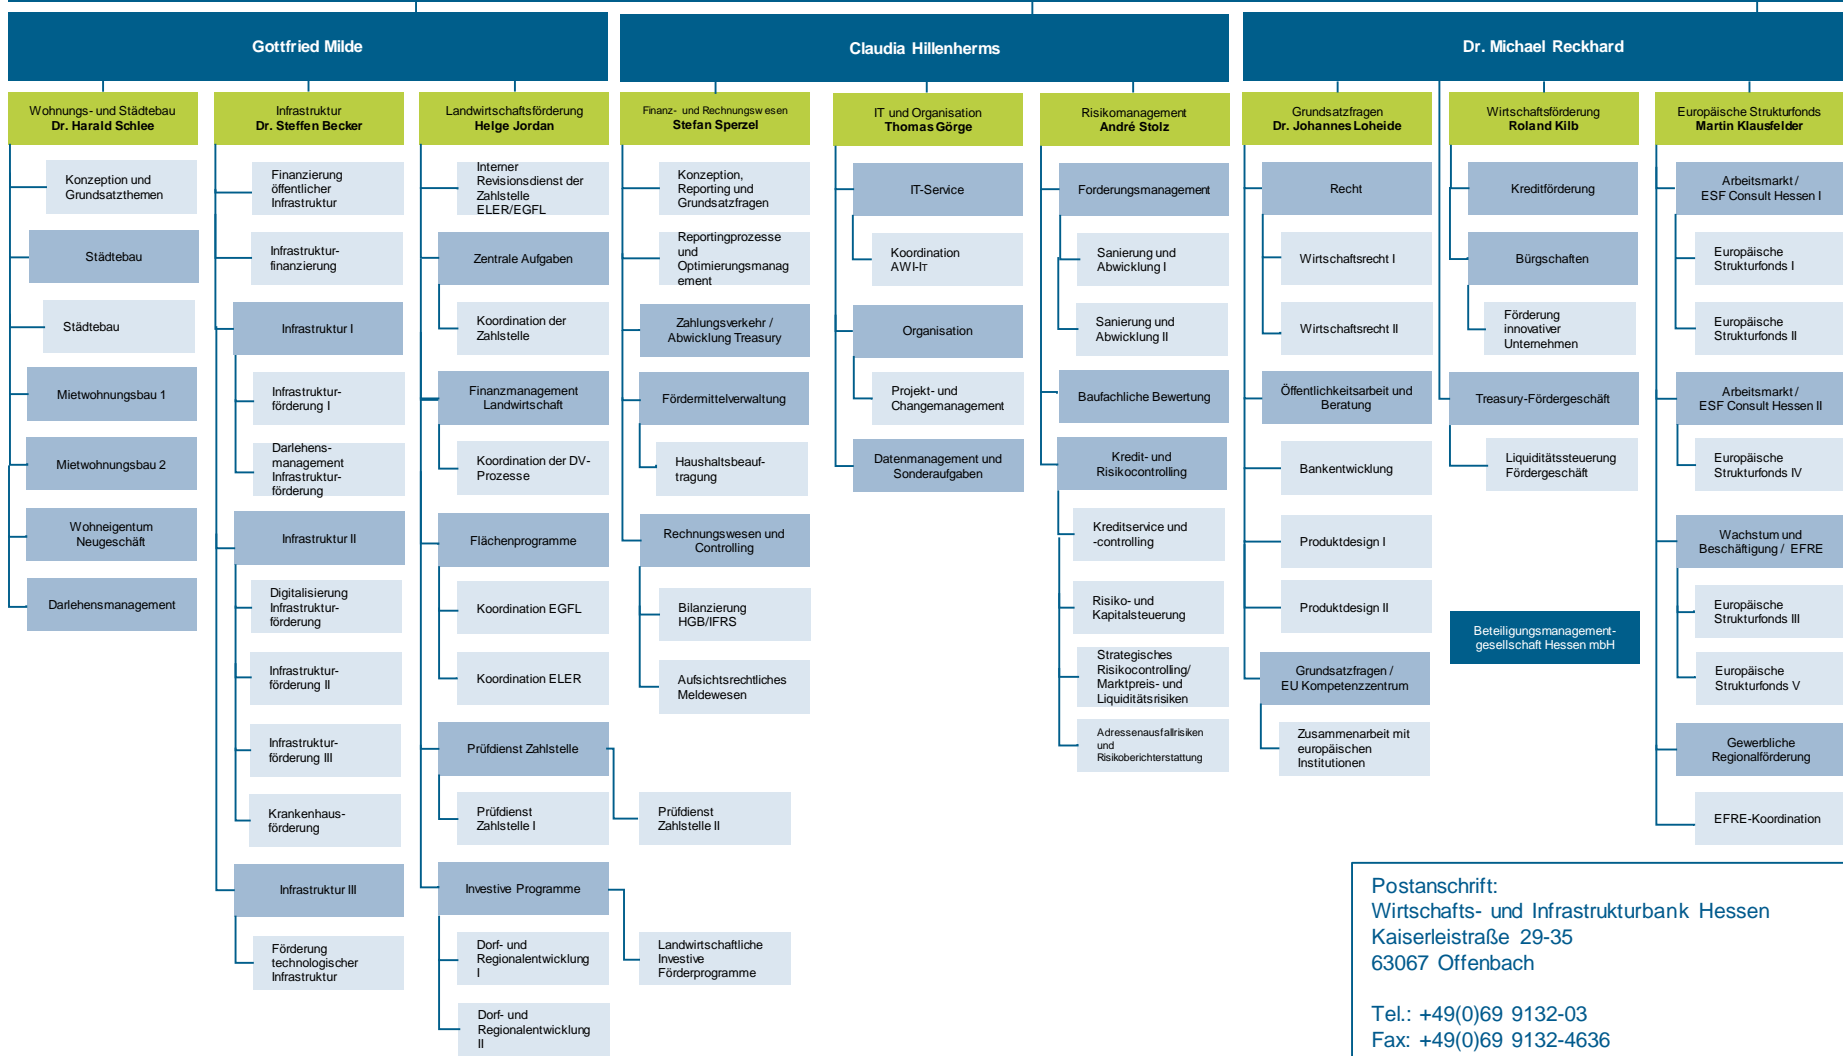 Gottfried Milde
Claudia Hillenherms
Dr. Michael Reckhard
Wohnungs- und Städtebau
Dr. Harald Schlee
Konzeption und
Grundsatzthemen
Städtebau
Städtebau
Mietwohnungsbau 1
Mietwohnungsbau 2
Wohneigentum
Neugeschäft
Darlehensmanagement
Infrastruktur
Dr. Steffen Becker
Finanzierung
öffentlicher
Infrastruktur
Infrastruktur-
finanzierung
Infrastruktur I
Infrastruktur-
förderung I
Darlehens-
management
Infrastruktur-
förderung
Infrastruktur II
Digitalisierung
Infrastruktur-
förderung
Infrastruktur-
förderung II
Infrastruktur-
förderung III
Krankenhaus-
förderung
Infrastruktur III
Förderung
technologischer
Infrastruktur
Landwirtschaftsförderung
Helge Jordan
Interner
Revisionsdienst der
Zahlstelle
ELER/EGFL
Zentrale Aufgaben
Koordination der
Zahlstelle
Finanzmanagement
Landwirtschaft
Koordination der DV-
Prozesse
Flächenprogramme
Koordination EGFL
Koordination ELER
Prüfdienst Zahlstelle
Prüfdienst
Zahlstelle I
Prüfdienst
Zahlstelle II
Investive Programme
Dorf- und
Regionalentwicklung
I
Landwirtschaftliche
Investive
Förderprogramme
Dorf- und
Regionalentwicklung
II
Finanz- und Rechnungswesen
Stefan Sperzel
Konzeption,
Reporting und
Grundsatzfragen
Reportingprozesse
und
Optimierungsmanag
ement
Zahlungsverkehr /
Abwicklung Treasury
Fördermittelverwaltung
Haushaltsbeauf-
tragung
Rechnungswesen und
Controlling
Bilanzierung
HGB/IFRS
Aufsichtsrechtliches
Meldewesen
IT und Organisation
Thomas Görge
IT-Service
Koordination
AWI-IT
Organisation
Projekt- und
Changemanagement
Datenmanagement und
Sonderaufgaben
Risikomanagement
André Stolz
Forderungsmanagement
Sanierung und
Abwicklung I
Sanierung und
Abwicklung II
Baufachliche Bewertung
Kredit- und
Risikocontrolling
Kreditservice und
-controlling
Risiko- und
Kapitalsteuerung
Strategisches
Risikocontrolling/
Marktpreis- und
Liquiditätsrisiken
Adressenausfallrisiken
und
Risikoberichterstattung
Grundsatzfragen
Dr. Johannes Loheide
Recht
Wirtschaftsrecht I
Wirtschaftsrecht II
Öffentlichkeitsarbeit und
Beratung
Bankentwicklung
Produktdesign I
Produktdesign II
Grundsatzfragen /
EU Kompetenzzentrum
Zusammenarbeit mit
europäischen
Institutionen
Wirtschaftsförderung
Roland Kilb
Kreditförderung
Bürgschaften
Förderung
innovativer
Unternehmen
Treasury-Fördergeschäft
Liquiditätssteuerung
Fördergeschäft
Beteiligungsmanagement-
gesellschaft Hessen mbH
Europäische Strukturfonds
Martin Klausfelder
Arbeitsmarkt /
ESF Consult Hessen I
Europäische
Strukturfonds I
Europäische
Strukturfonds II
Arbeitsmarkt /
ESF Consult Hessen II
Europäische
Strukturfonds IV
Wachstum und
Beschäftigung / EFRE
Europäische
Strukturfonds III
Europäische
Strukturfonds V
Gewerbliche
Regionalförderung
EFRE-Koordination
Postanschrift:
Wirtschafts- und Infrastrukturbank Hessen
Kaiserleistraße 29-35
63067 Offenbach
Tel.: +49(0)69 9132-03
Fax: +49(0)69 9132-4636